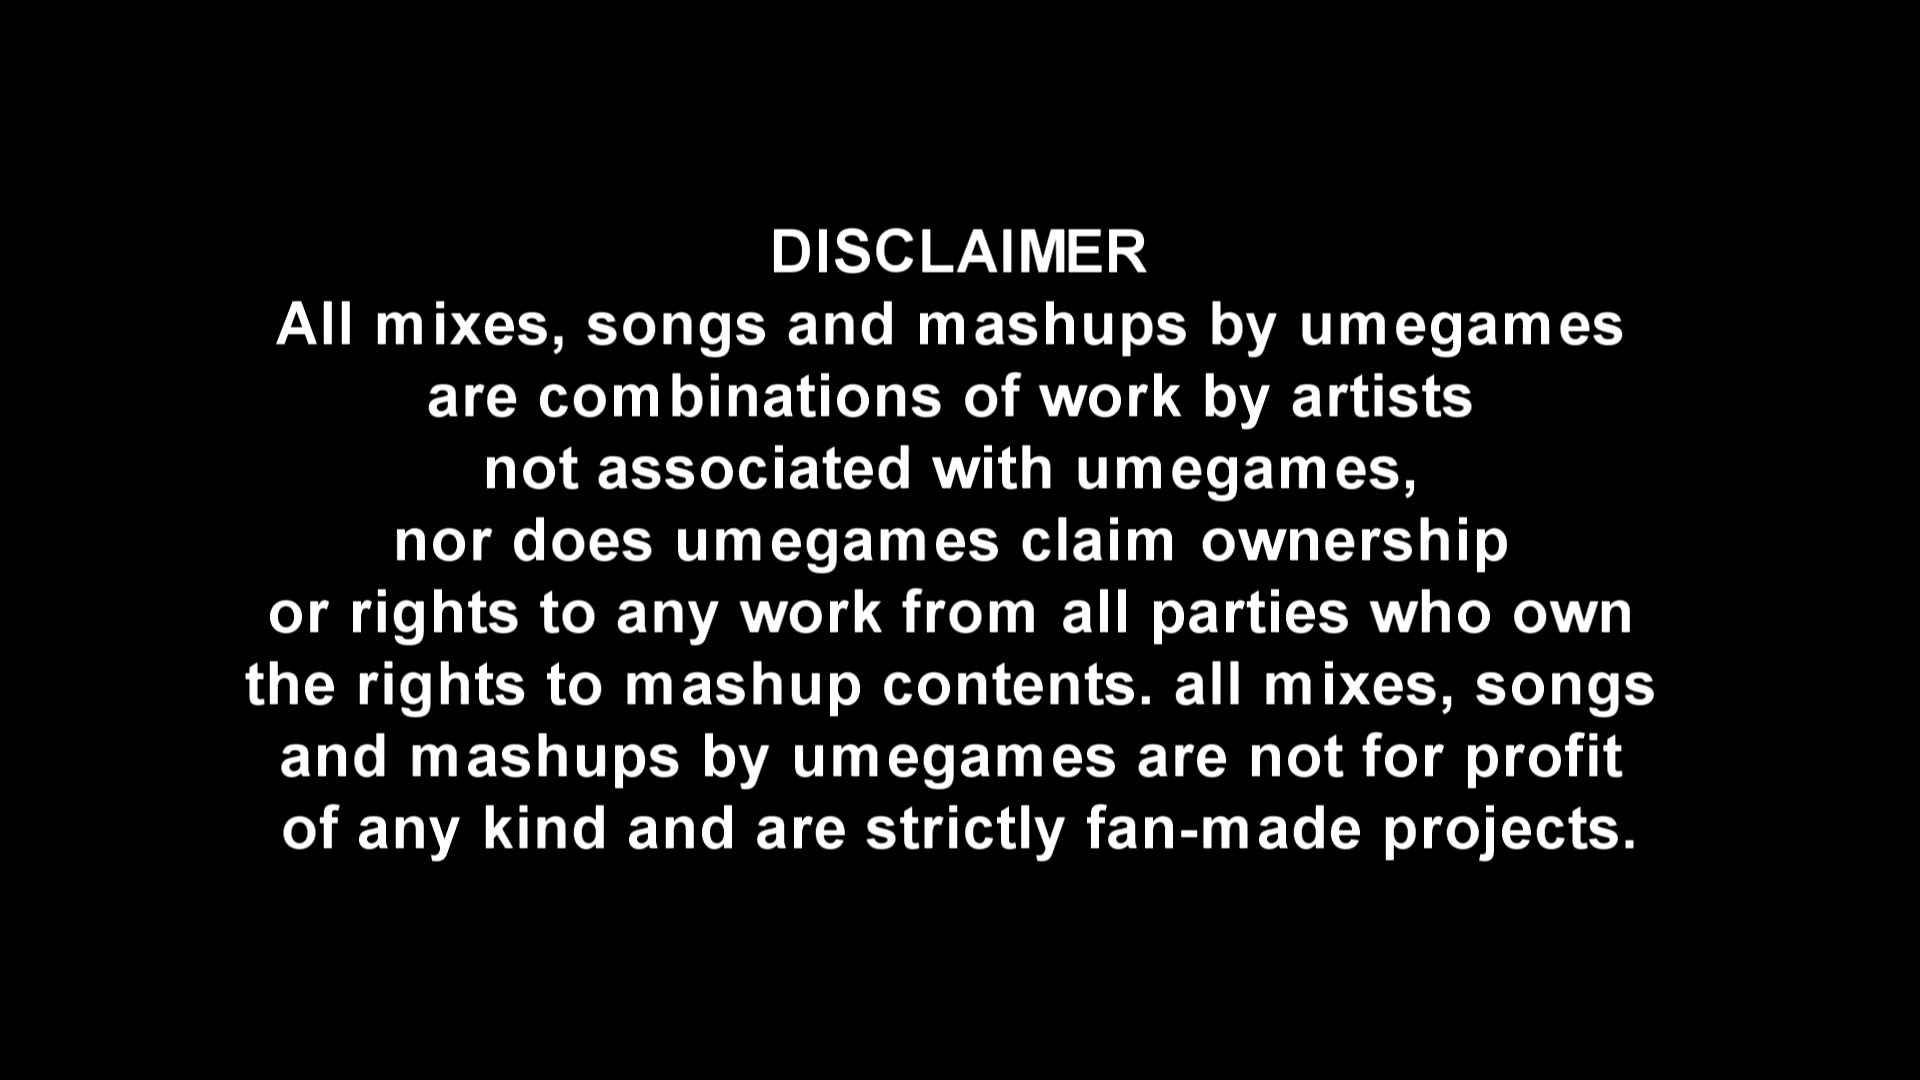 DISCLAIMER
All mixes, songs and mashups by umegames
are combinations of work by artists
not associated with umegames,
nor does umegames claim ownership
or rights to any work from all parties who own
the rights to mashup contents. all mixes, songs
and mashups by umegames are not for profit
of any kind and are strictly fan-made projects.